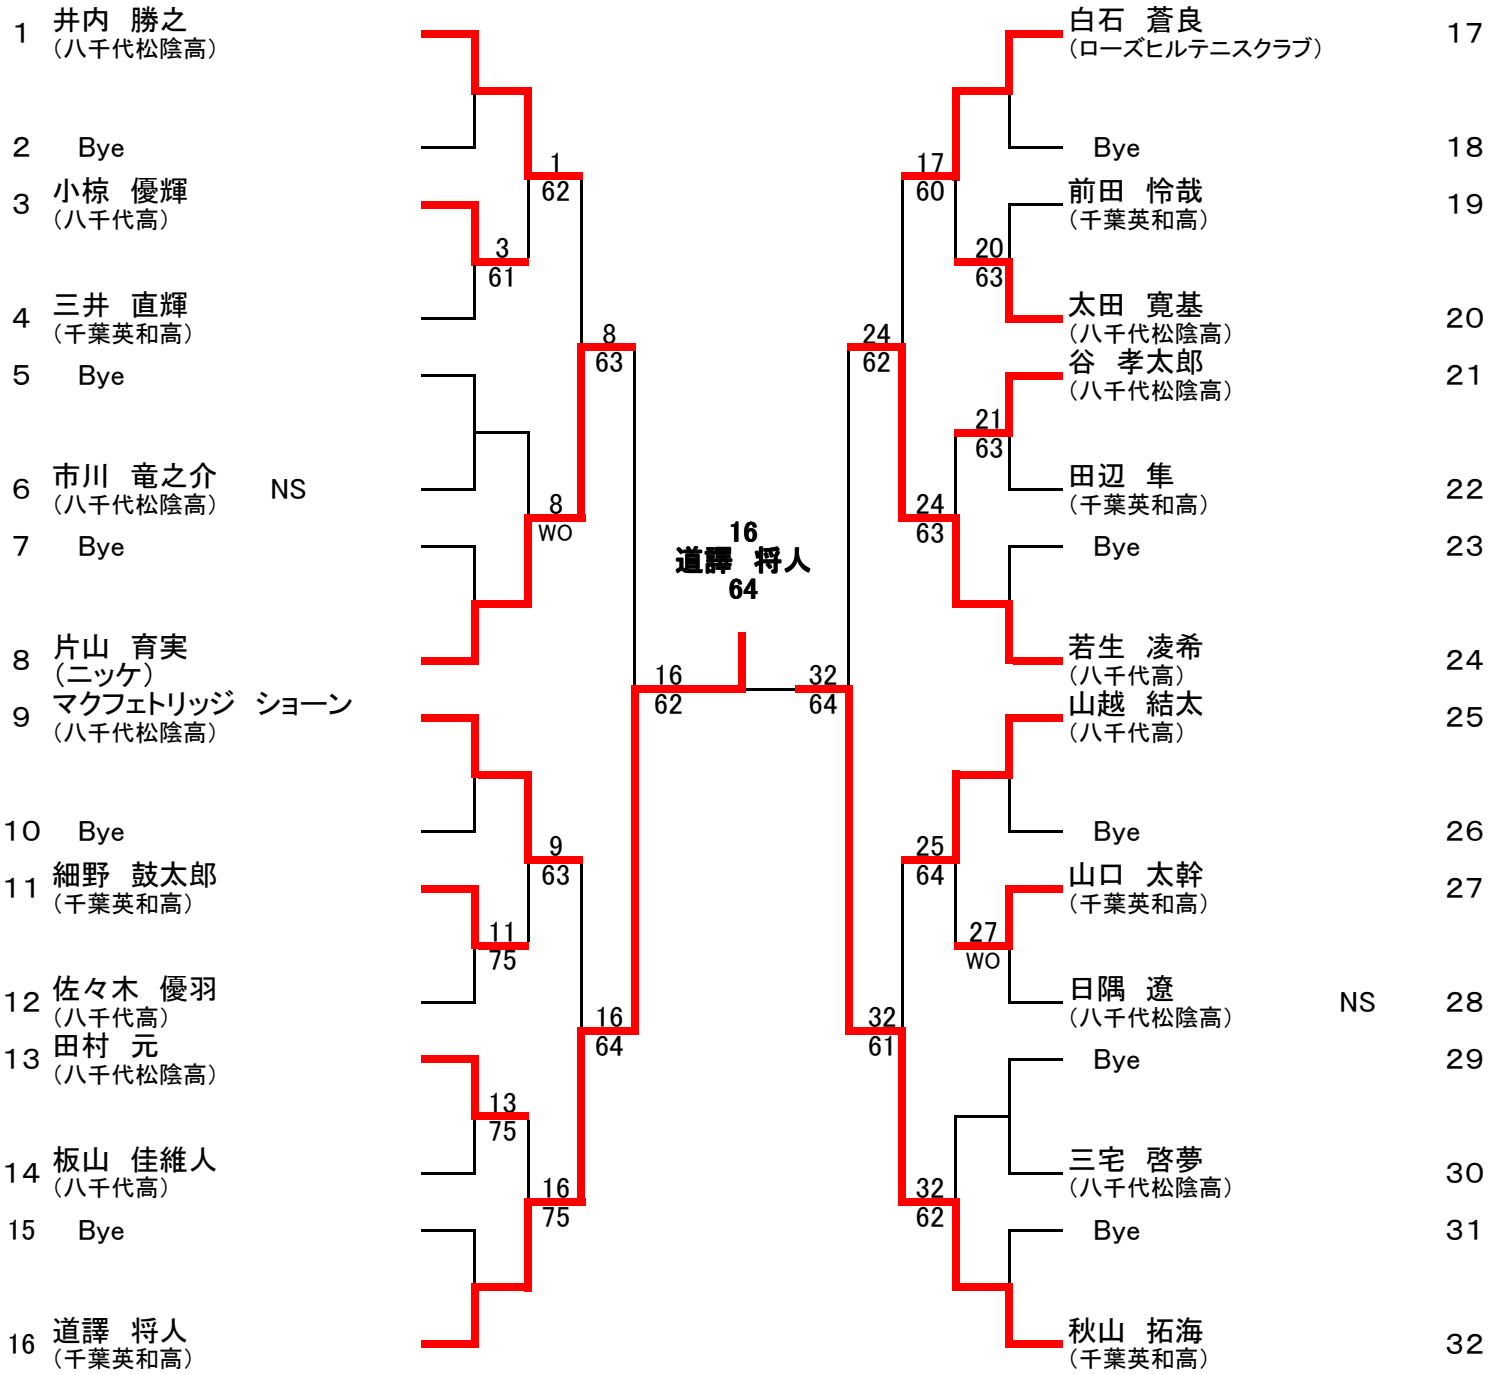 1 井内 勝之
(八千代松陰高)
2 Bye
3 小椋 優輝
(八千代高)
4 三井 直輝
(千葉英和高)
5 Bye
6 市川 竜之介 NS
(八千代松陰高)
7 Bye
8 片山 育実
(ニッケ)
9 マクフェトリッジ ショーン
(八千代松陰高)
10 Bye
11 細野 鼓太郎
(千葉英和高)
12 佐々木 優羽
(八千代高)
13 田村 元
(八千代松陰高)
14 板山 佳維人
(八千代高)
15 Bye
16 道譯 将人
(千葉英和高)
3
61
11
75
13
75
1
62
8
WO
9
63
16
75
8
63
16
64
16
62
16
道譯 将人
64
32
64
24
62
32
61
17
60
24
63
25
64
32
62
20
63
21
63
27
WO
白石 蒼良 17
(ローズヒルテニスクラブ)
Bye 18
前田 怜哉 19
(千葉英和高)
太田 寛基 20
(八千代松陰高)
谷 孝太郎 21
(八千代松陰高)
田辺 隼 22
(千葉英和高)
Bye 23
若生 凌希 24
(八千代高)
山越 結太 25
(八千代高)
Bye 26
山口 太幹 27
(千葉英和高)
日隅 遼 NS 28
(八千代松陰高)
Bye 29
三宅 啓夢 30
(八千代松陰高)
Bye 31
秋山 拓海 32
(千葉英和高)